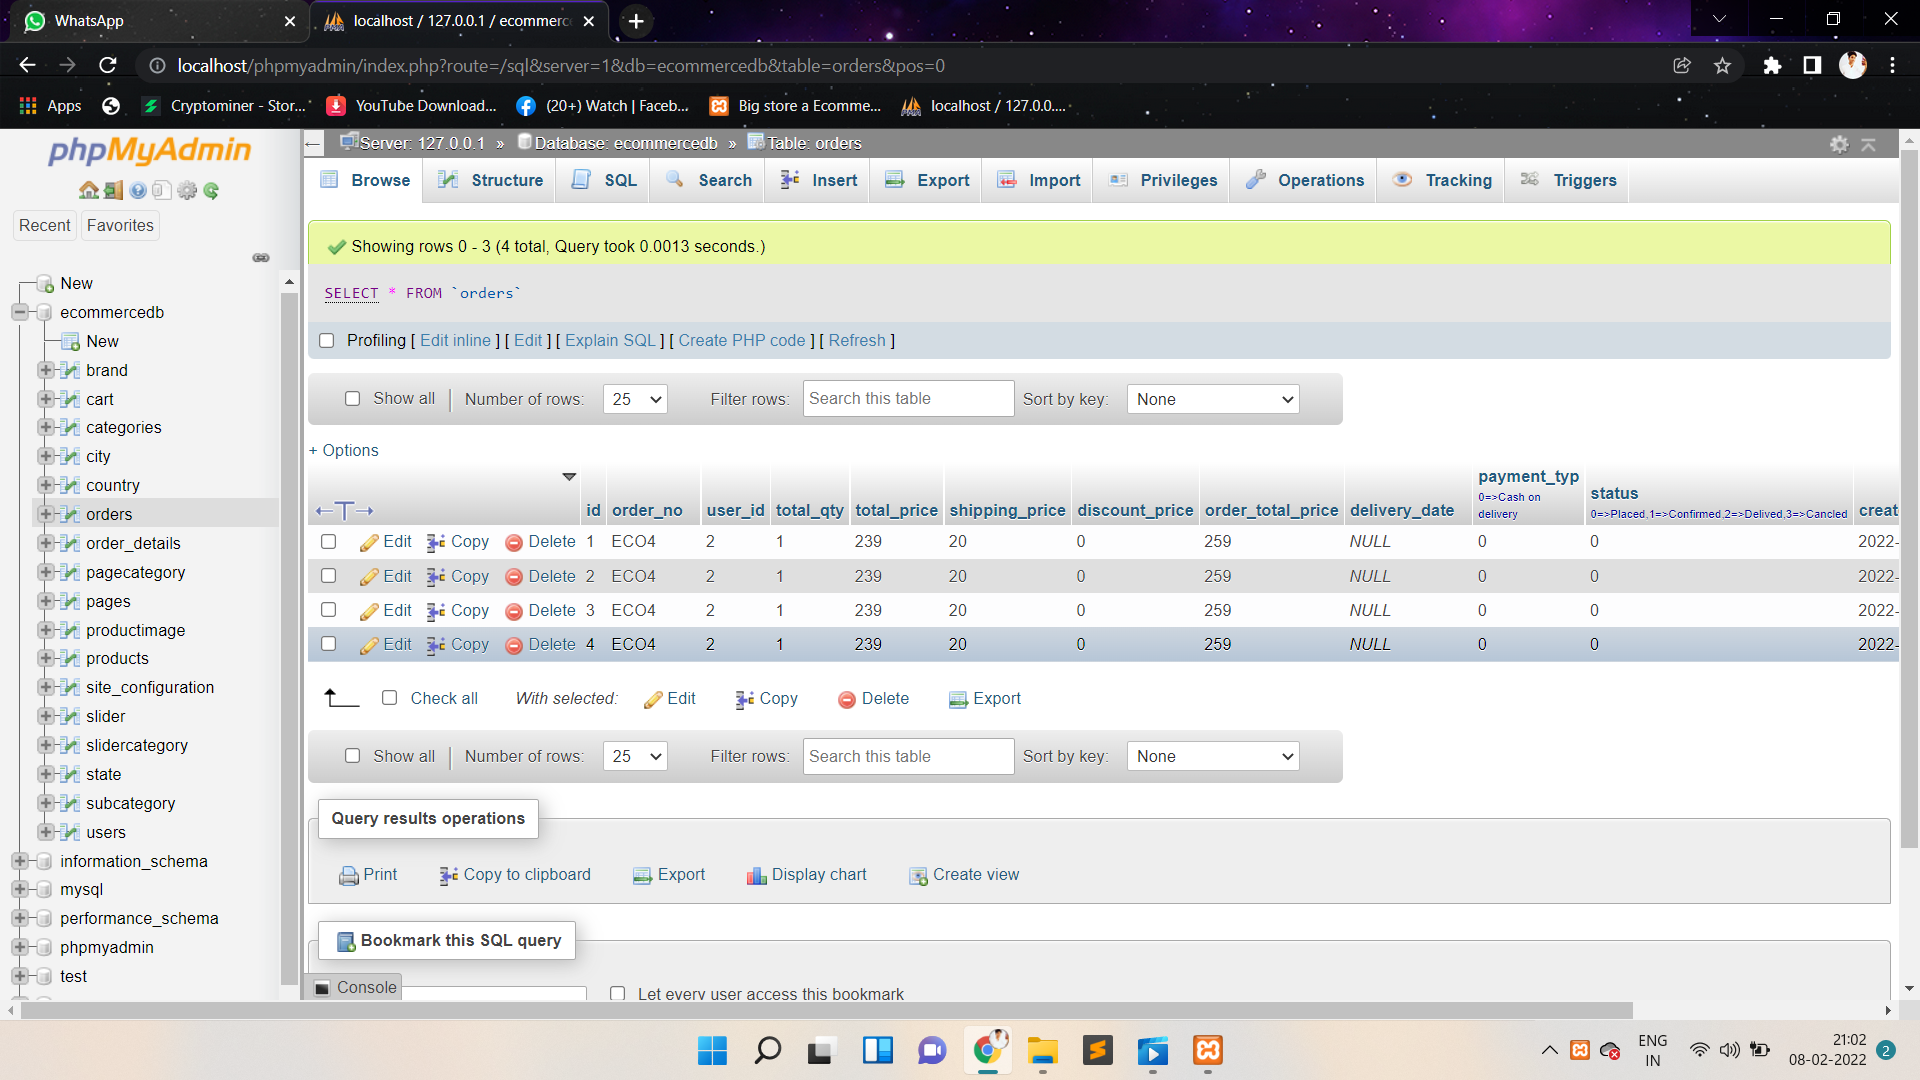 WhatsApp
localhost / 127.0.0.1 / ecommerce
localhost/phpmyadmin/index.php?route=/sql&server=1&db=ecommercedb&table=orders&pos=0
Apps
Cryptominer - Stor...
YouTube Download...
(20+) Watch | Faceb...
Big store a Ecomme...
localhost / 127.0.0....
phpMyAdmin
Recent
Favorites
New
ecommercedb
New
brand
cart
categories
city
country
orders
order_details
pagecategory
pages
productimage
products
site_configuration
slider
slidercategory
state
subcategory
users
information_schema
mysql
performance_schema
phpmyadmin
test
Server: 127.0.0.1 » Database: ecommercedb » Table: orders
Browse Structure SQL Search Insert Export Import Privileges Operations Tracking Triggers
Showing rows 0 - 3 (4 total, Query took 0.0013 seconds.)
SELECT * FROM `orders`
Profiling [ Edit inline ] [ Edit ] [ Explain SQL ] [ Create PHP code ] [ Refresh ]
Show all | Number of rows: 25 Filter rows: Search this table Sort by key: None
+ Options
id order_no user_id total_qty total_price shipping_price discount_price order_total_price delivery_date payment_typ 0=>Cash on delivery status 0=>Placed,1=>Confirmed,2=>Delived,3=>Cancled creat
Edit Copy Delete 1 ECO4 2 1 239 20 0 259 NULL 0 0 2022-
Edit Copy Delete 2 ECO4 2 1 239 20 0 259 NULL 0 0 2022-
Edit Copy Delete 3 ECO4 2 1 239 20 0 259 NULL 0 0 2022-
Edit Copy Delete 4 ECO4 2 1 239 20 0 259 NULL 0 0 2022-
Check all With selected: Edit Copy Delete Export
Show all | Number of rows: 25 Filter rows: Search this table Sort by key: None
Query results operations
Print Copy to clipboard Export Display chart Create view
Bookmark this SQL query
Console
Let every user access this bookmark
ENG
IN
21:02
08-02-2022
2